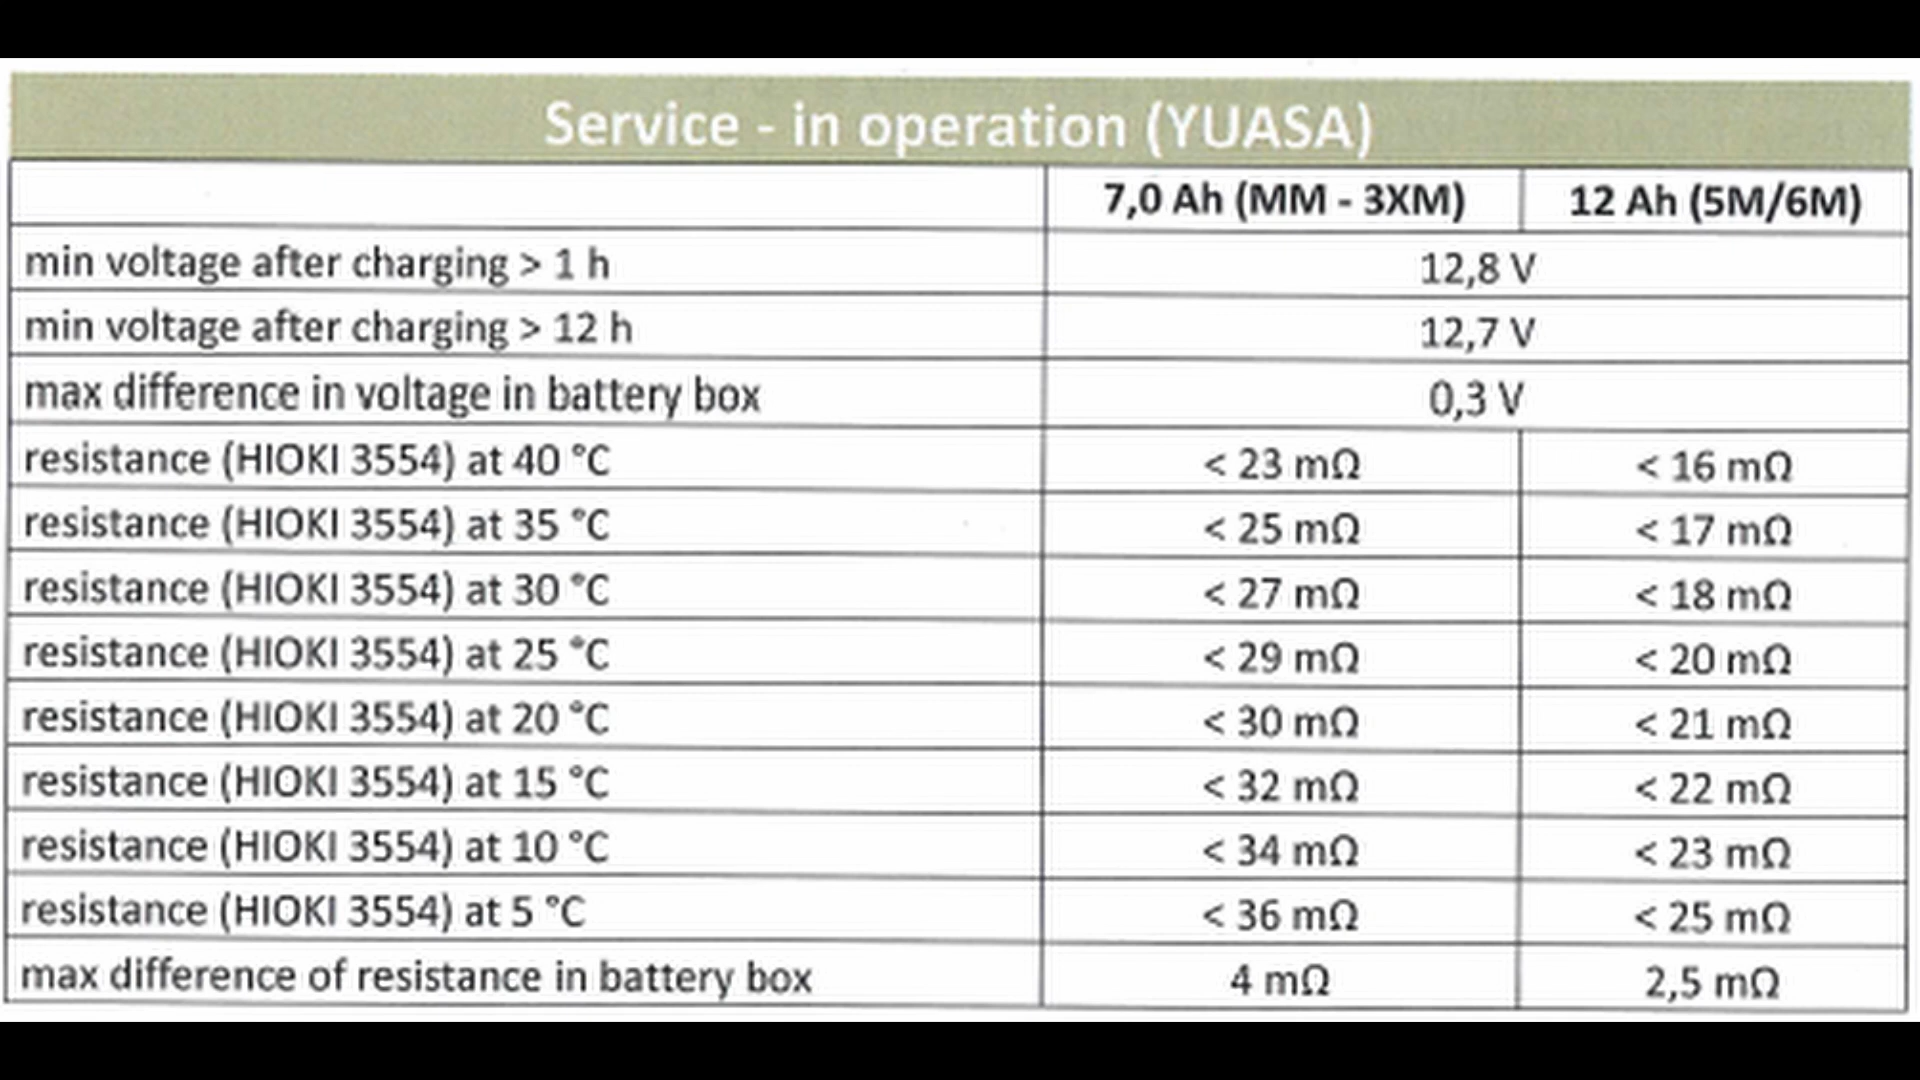 Service - in operation (YUASA)
7,0 Ah (MM - 3XM) 12 Ah (5M/6M)
min voltage after charging > 1 h 12,8 V
min voltage after charging > 12 h 12,7 V
max difference in voltage in battery box 0,3 V
resistance (HIOKI 3554) at 40 °C < 23 mΩ < 16 mΩ
resistance (HIOKI 3554) at 35 °C < 25 mΩ < 17 mΩ
resistance (HIOKI 3554) at 30 °C < 27 mΩ < 18 mΩ
resistance (HIOKI 3554) at 25 °C < 29 mΩ < 20 mΩ
resistance (HIOKI 3554) at 20 °C < 30 mΩ < 21 mΩ
resistance (HIOKI 3554) at 15 °C < 32 mΩ < 22 mΩ
resistance (HIOKI 3554) at 10 °C < 34 mΩ < 23 mΩ
resistance (HIOKI 3554) at 5 °C < 36 mΩ < 25 mΩ
max difference of resistance in battery box 4 mΩ 2,5 mΩ